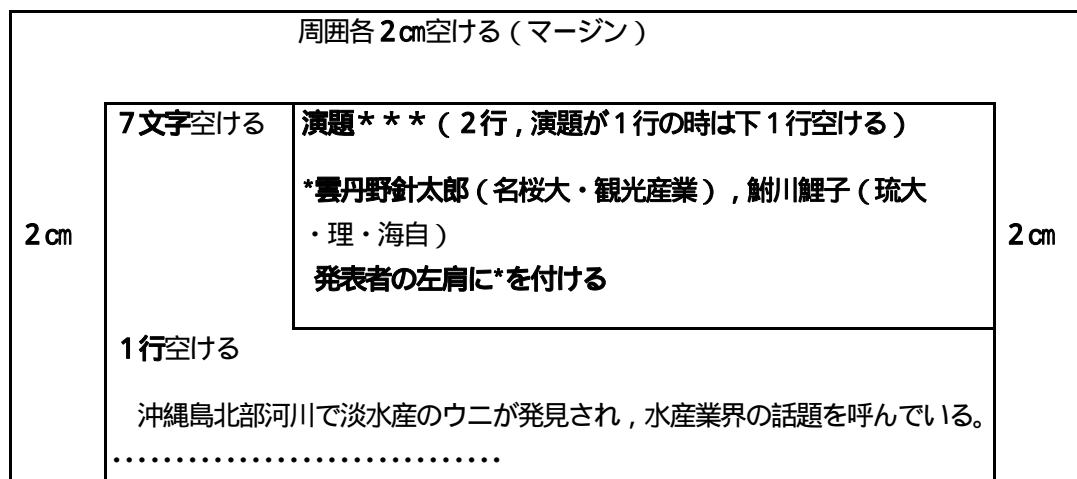 周囲各2㎝空ける(マージン)
7文字空ける
演題***(2行,演題が1行の時は下1行空ける)
*雲丹野針太郎(名桜大・観光産業),鮒川鯉子(琉大
・理・海自)
発表者の左肩に*を付ける
2㎝
2㎝
1行空ける
沖縄島北部河川で淡水産のウニが発見され,水産業界の話題を呼んでいる。
・・・・・・・・・・・・・・・・・・・・・・・・・・・・・・・